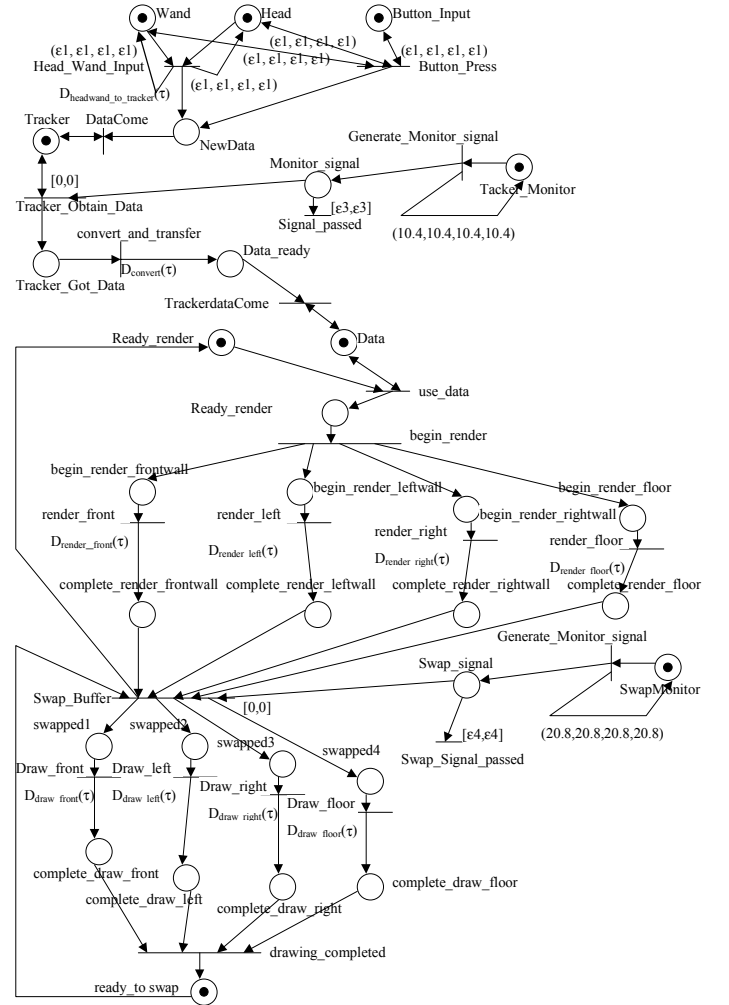 Wand
Head
Button_Input
(ε1, ε1, ε1, ε1)
(ε1, ε1, ε1, ε1)
(ε1, ε1, ε1, ε1)
(ε1, ε1, ε1, ε1)
Head_Wand_Input
Button_Press
(ε1, ε1, ε1, ε1)
Dheadwand_to_tracker(τ)
Tracker
DataCome
NewData
Generate_Monitor_signal
Monitor_signal
[0,0]
Tacker_Monitor
Tracker_Obtain_Data
[ε3,ε3]
Signal_passed
(10.4,10.4,10.4,10.4)
convert_and_transfer
Data_ready
Dconvert(τ)
Tracker_Got_Data
TrackerdataCome
Ready_render
Data
use_data
Ready_render
begin_render
begin_render_frontwall
begin_render_leftwall
begin_render_floor
begin_render_rightwall
render_front
render_left
render_right
render_floor
Drender_front(τ)
Drender left(τ)
Drender right(τ)
Drender floor(τ)
complete_render_frontwall
complete_render_leftwall
complete_render_rightwall
complete_render_floor
Generate_Monitor_signal
Swap_signal
SwapMonitor
Swap_Buffer
[0,0]
(20.8,20.8,20.8,20.8)
[ε4,ε4]
Swap_Signal_passed
swapped1
swapped2
swapped3
swapped4
Draw_front
Draw_left
Draw_right
Draw_floor
Ddraw front(τ)
Ddraw left(τ)
Ddraw right(τ)
Ddraw floor(τ)
complete_draw_front
complete_draw_left
complete_draw_right
complete_draw_floor
drawing_completed
ready_to swap